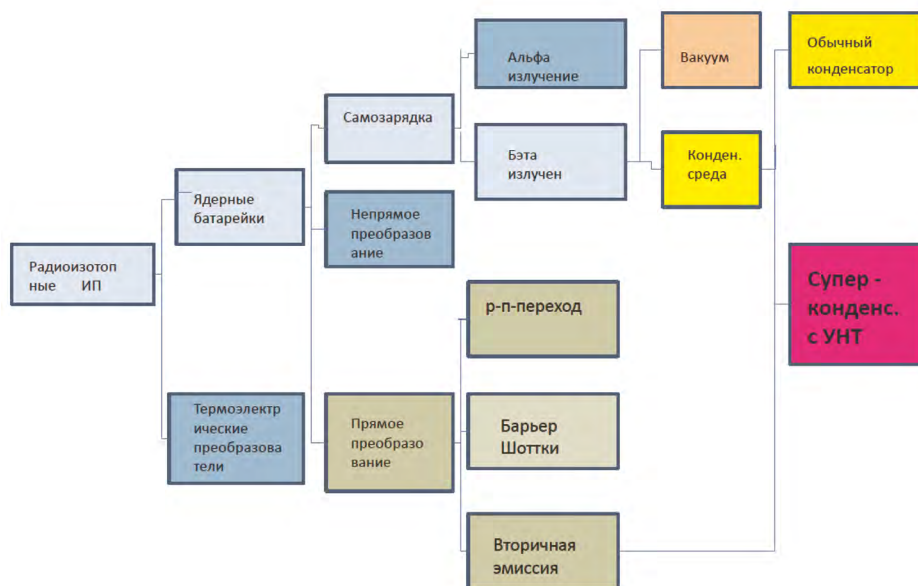 Альфа
излучение
Вакуум
Обычный
конденсатор
Самозарядка
Бэта
излучен
Конден.
среда
Ядерные
батарейки
Непрямое
преобразов
ание
Радиоизотоп
ные ИП
р-п-переход
Супер -
конденс.
с УНТ
Термоэлектр
ические
преобразова
тели
Прямое
преобразо
вание
Барьер
Шоттки
Вторичная
эмиссия